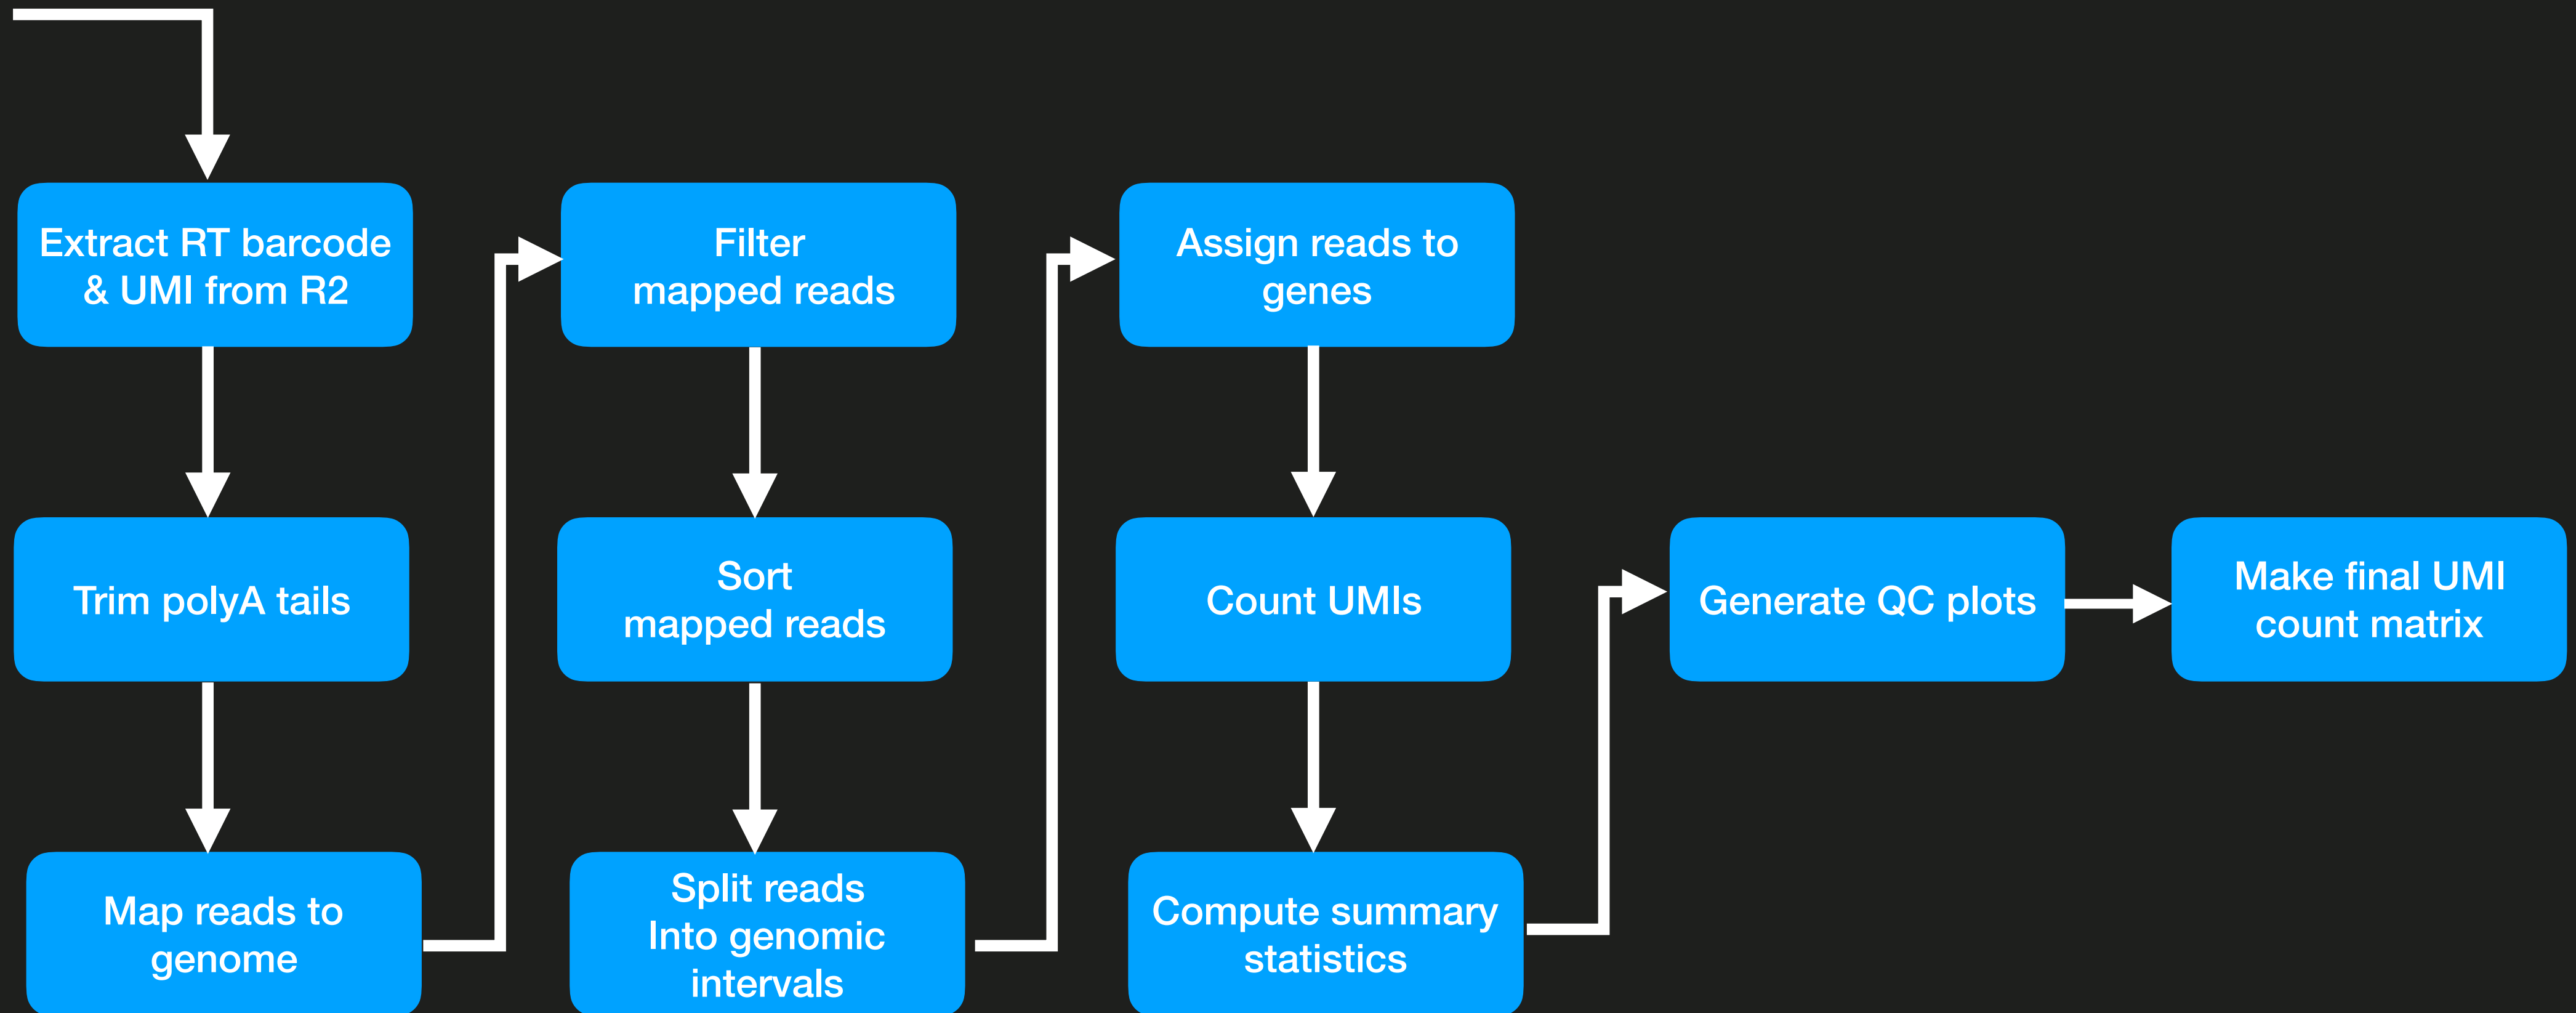 Extract RT barcode
& UMI from R2
Trim polyA tails
Map reads to
genome
Filter
mapped reads
Sort
mapped reads
Split reads
Into genomic
intervals
Assign reads to
genes
Count UMIs
Compute summary
statistics
Generate QC plots
Make final UMI
count matrix